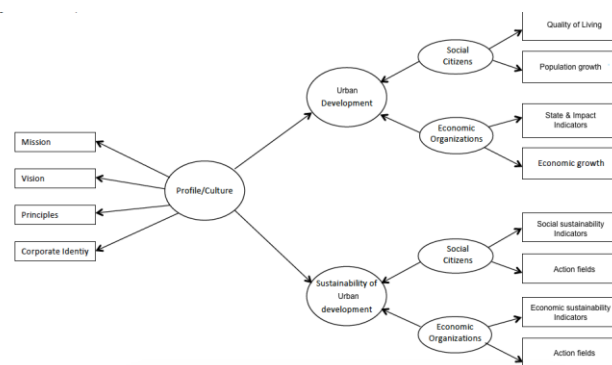 Quality of Living
Social
Citizens
Population growth
Urban
Development
State & Impact
Indicators
Economic
Organizations
Economic growth
Mission
Vision
Profile/Culture
Principles
Corporate Identiy
Social sustainability
Indicators
Social
Citizens
Action fields
Sustainability of
Urban
development
Economic sustainability
Indicators
Economic
Organizations
Action fields